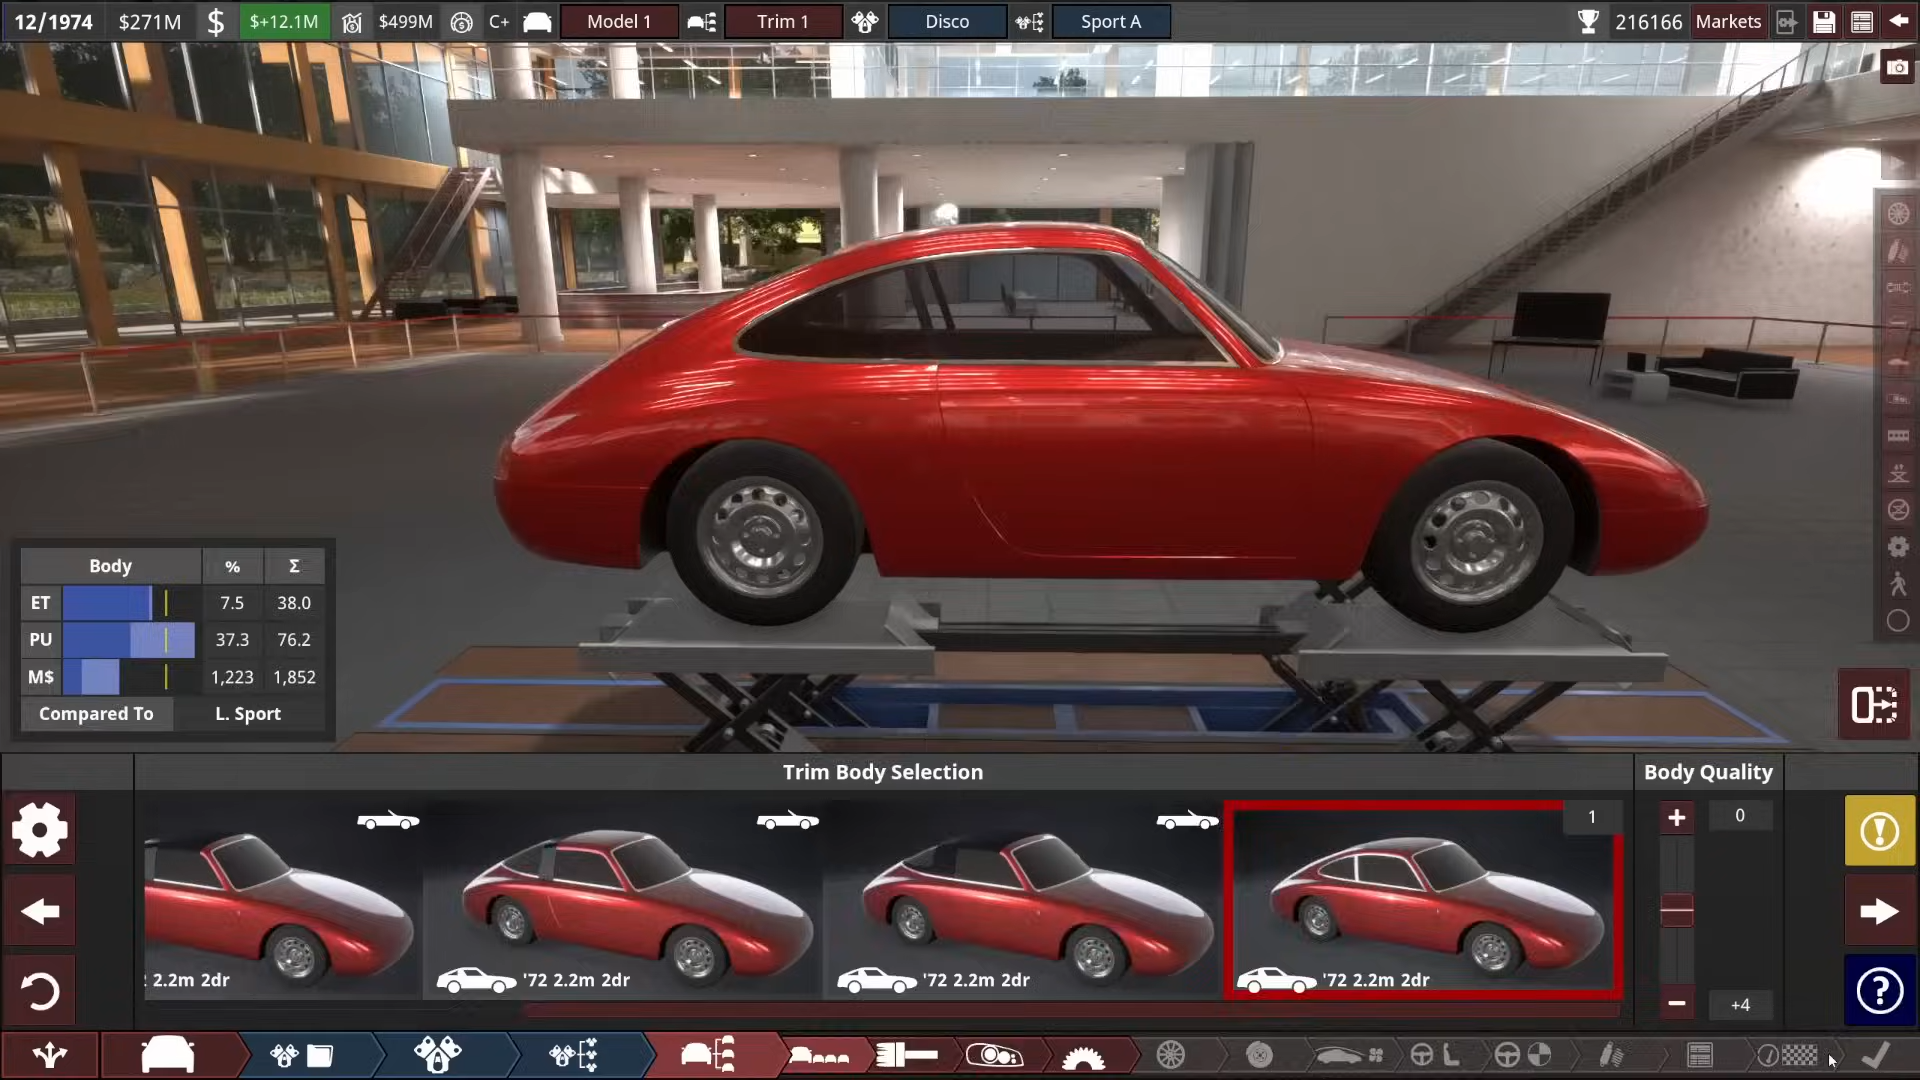 12/1974 $271M $ $+12.1M $499M C+ Model 1 Trim 1 Disco Sport A 216166 Markets
Body % Σ
ET 7.5 38.0
PU 37.3 76.2
M$ 1,223 1,852
Compared To L. Sport
Trim Body Selection
Body Quality
1
+ 0
2.2m 2dr
'72 2.2m 2dr
'72 2.2m 2dr
'72 2.2m 2dr
- +4